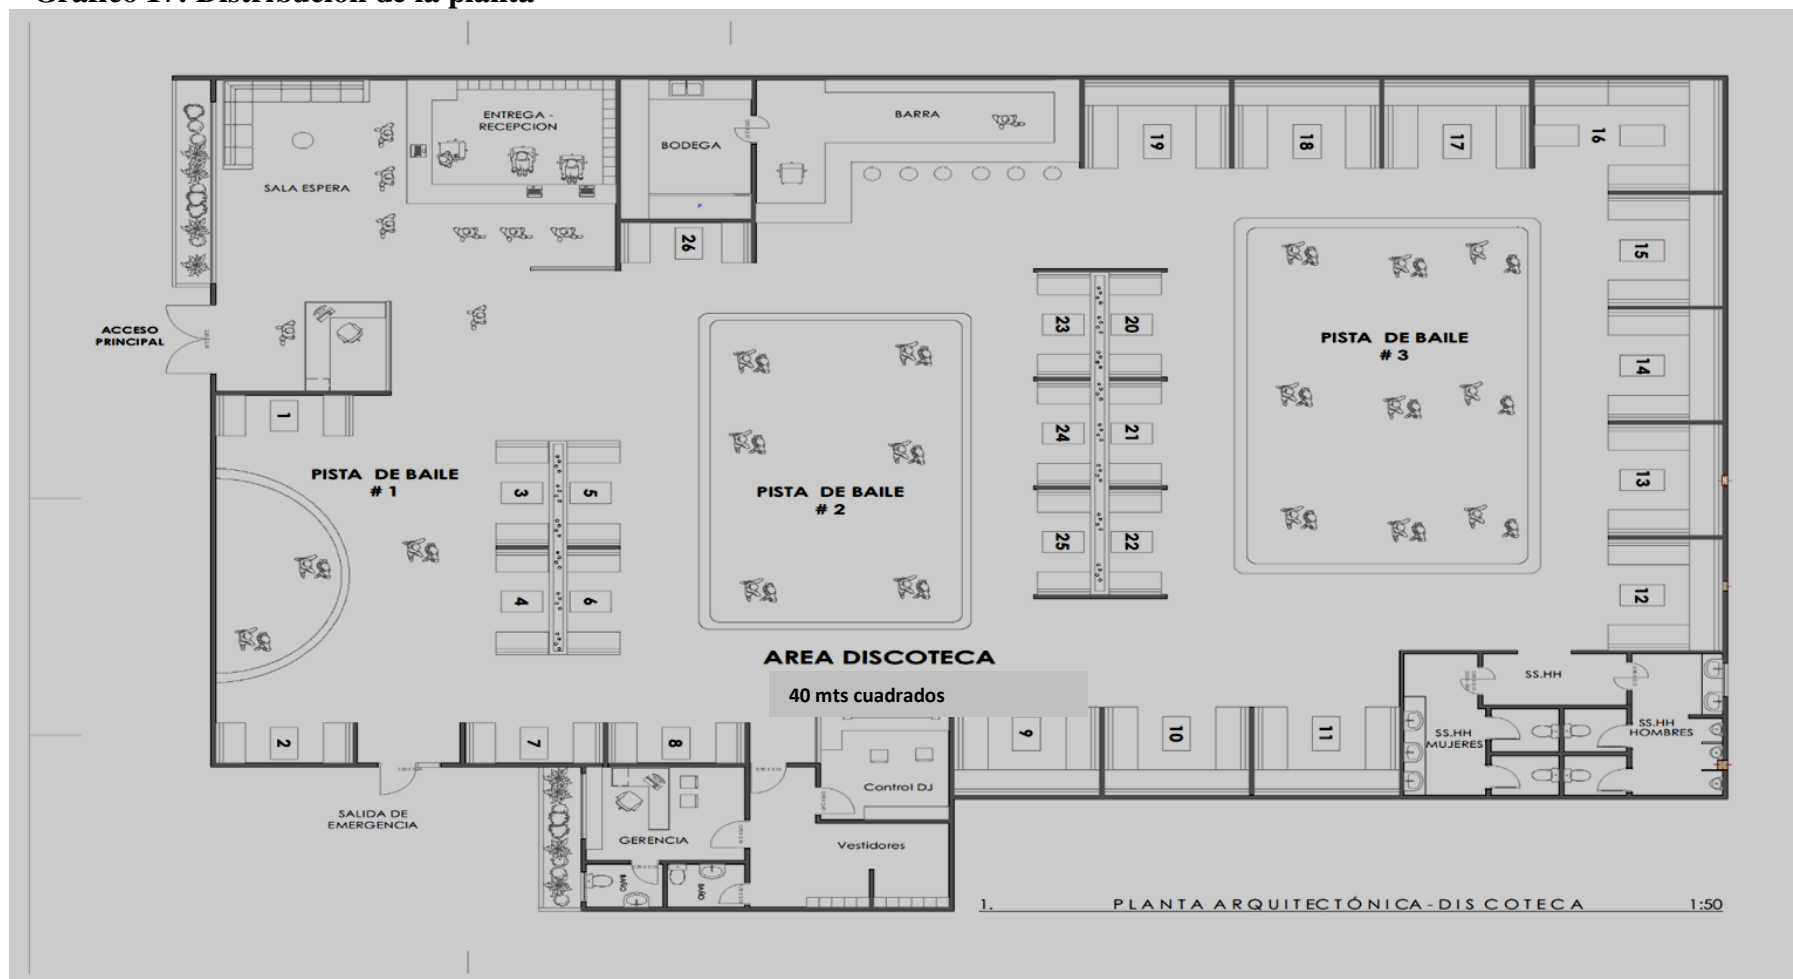 Gráfico 17: Distribución de la planta
ENTREGA -
RECEPCION
BARRA
BODEGA
SALA ESPERA
19
18
17
16
26
15
ACCESO
PRINCIPAL
23
20
PISTA DE BAILE
# 3
14
1
24
21
PISTA DE BAILE
# 1
3
5
PISTA DE BAILE
# 2
13
25
22
4
6
12
AREA DISCOTECA
40 mts cuadrados
SS.HH
2
7
8
9
10
11
SS.HH
MUJERES
SS.HH
HOMBRES
Control DJ
SALIDA DE
EMERGENCIA
GERENCIA
Vestidores
BAÑO
BAÑO
1.
PLANTA ARQUITECTÓNICA-DIS COTECA
1:50